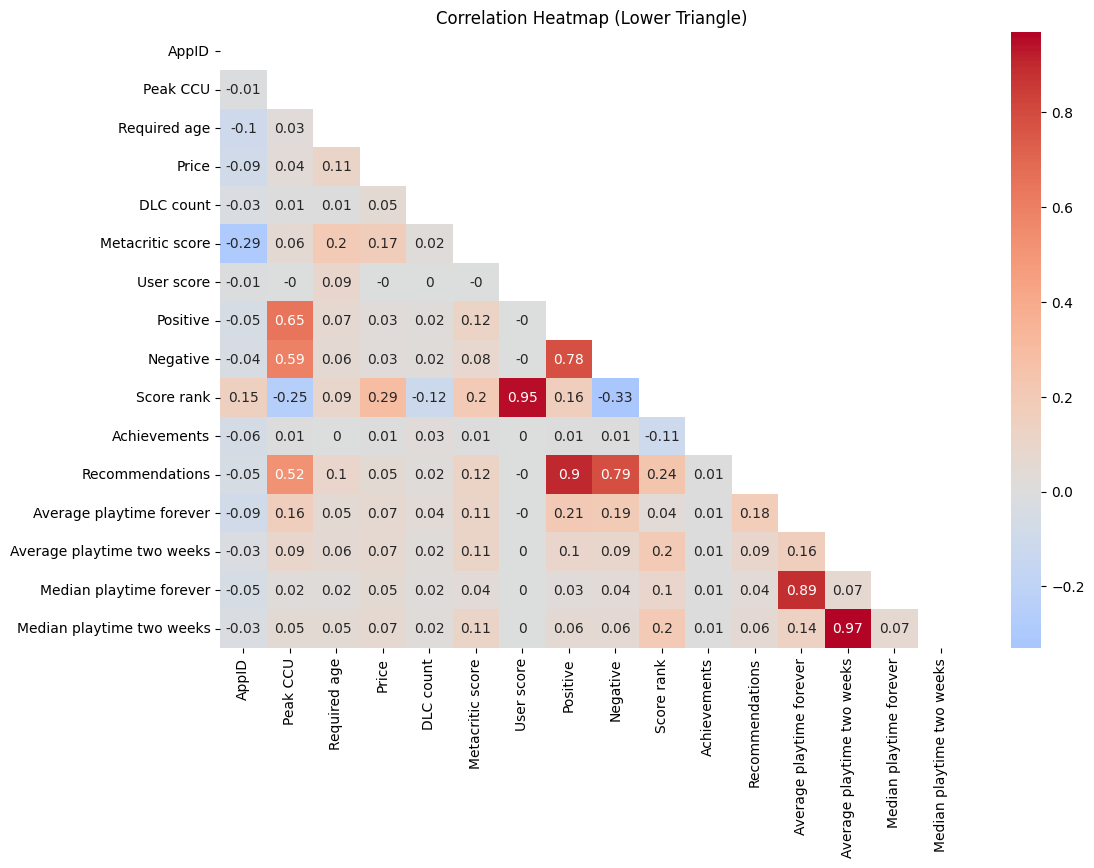 Correlation Heatmap (Lower Triangle)
AppID
Peak CCU -0.01
Required age -0.1 0.03
Price -0.09 0.04 0.11
DLC count -0.03 0.01 0.01 0.05
Metacritic score -0.29 0.06 0.2 0.17 0.02
User score -0.01 -0 0.09 -0 0 -0
Positive -0.05 0.65 0.07 0.03 0.02 0.12 -0
Negative -0.04 0.59 0.06 0.03 0.02 0.08 -0 0.78
Score rank 0.15 -0.25 0.09 0.29 -0.12 0.2 0.95 0.16 -0.33
Achievements -0.06 0.01 0 0.01 0.03 0.01 0 0.01 0.01 -0.11
Recommendations -0.05 0.52 0.1 0.05 0.02 0.12 -0 0.9 0.79 0.24 0.01
Average playtime forever -0.09 0.16 0.05 0.07 0.04 0.11 -0 0.21 0.19 0.04 0.01 0.18
Average playtime two weeks -0.03 0.09 0.06 0.07 0.02 0.11 0 0.1 0.09 0.2 0.01 0.09 0.16
Median playtime forever -0.05 0.02 0.02 0.05 0.01 0.04 0 0.03 0.04 0.1 0.01 0.04 0.89 0.07
Median playtime two weeks -0.03 0.05 0.05 0.07 0.02 0.11 0 0.06 0.06 0.2 0.01 0.06 0.14 0.97 0.07
AppID
Peak CCU
Required age
Price
DLC count
Metacritic score
User score
Positive
Negative
Score rank
Achievements
Recommendations
Average playtime forever
Average playtime two weeks
Median playtime forever
Median playtime two weeks
0.8
0.6
0.4
0.2
0.0
−0.2